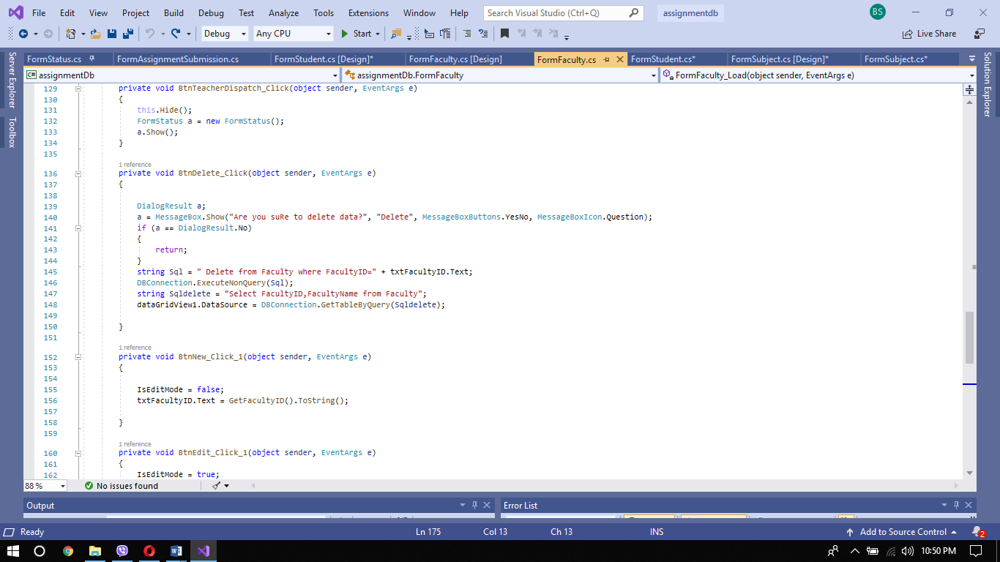 File Edit View Project Build Debug Test Analyze Tools Extensions Window Help Search Visual Studio (Ctrl+Q) assignmentdb BS
Debug Any CPU Start Live Share
FormStatus.cs FormAssignmentSubmission.cs FormStudent.cs [Design]* FormFaculty.cs [Design] FormFaculty.cs FormStudent.cs* FormSubject.cs [Design]* FormSubject.cs*
Server Explorer
Toolbox
Solution Explorer
C# assignmentDb assignmentDb.FormFaculty FormFaculty_Load(object sender, EventArgs e)
129 private void BtnTeacherDispatch_Click(object sender, EventArgs e)
130 {
131 this.Hide();
132 FormStatus a = new FormStatus();
133 a.Show();
134 }
135
1 reference
136 private void BtnDelete_Click(object sender, EventArgs e)
137 {
138
139 DialogResult a;
140 a = MessageBox.Show("Are you suRe to delete data?", "Delete", MessageBoxButtons.YesNo, MessageBoxIcon.Question);
141 if (a == DialogResult.No)
142 {
143 return;
144 }
145 string Sql = " Delete from Faculty where FacultyID=" + txtFacultyID.Text;
146 DBConnection.ExecuteNonQuery(Sql);
147 string Sqldelete = "Select FacultyID,FacultyName from Faculty";
148 dataGridView1.DataSource = DBConnection.GetTableByQuery(Sqldelete);
149
150 }
151
1 reference
152 private void BtnNew_Click_1(object sender, EventArgs e)
153 {
154
155 IsEditMode = false;
156 txtFacultyID.Text = GetFacultyID().ToString();
157
158 }
159
1 reference
160 private void BtnEdit_Click_1(object sender, EventArgs e)
161 {
162 IsEditMode = true;
88 % No issues found
Output Error List
Ready Ln 175 Col 13 Ch 13 INS Add to Source Control 2
10:50 PM